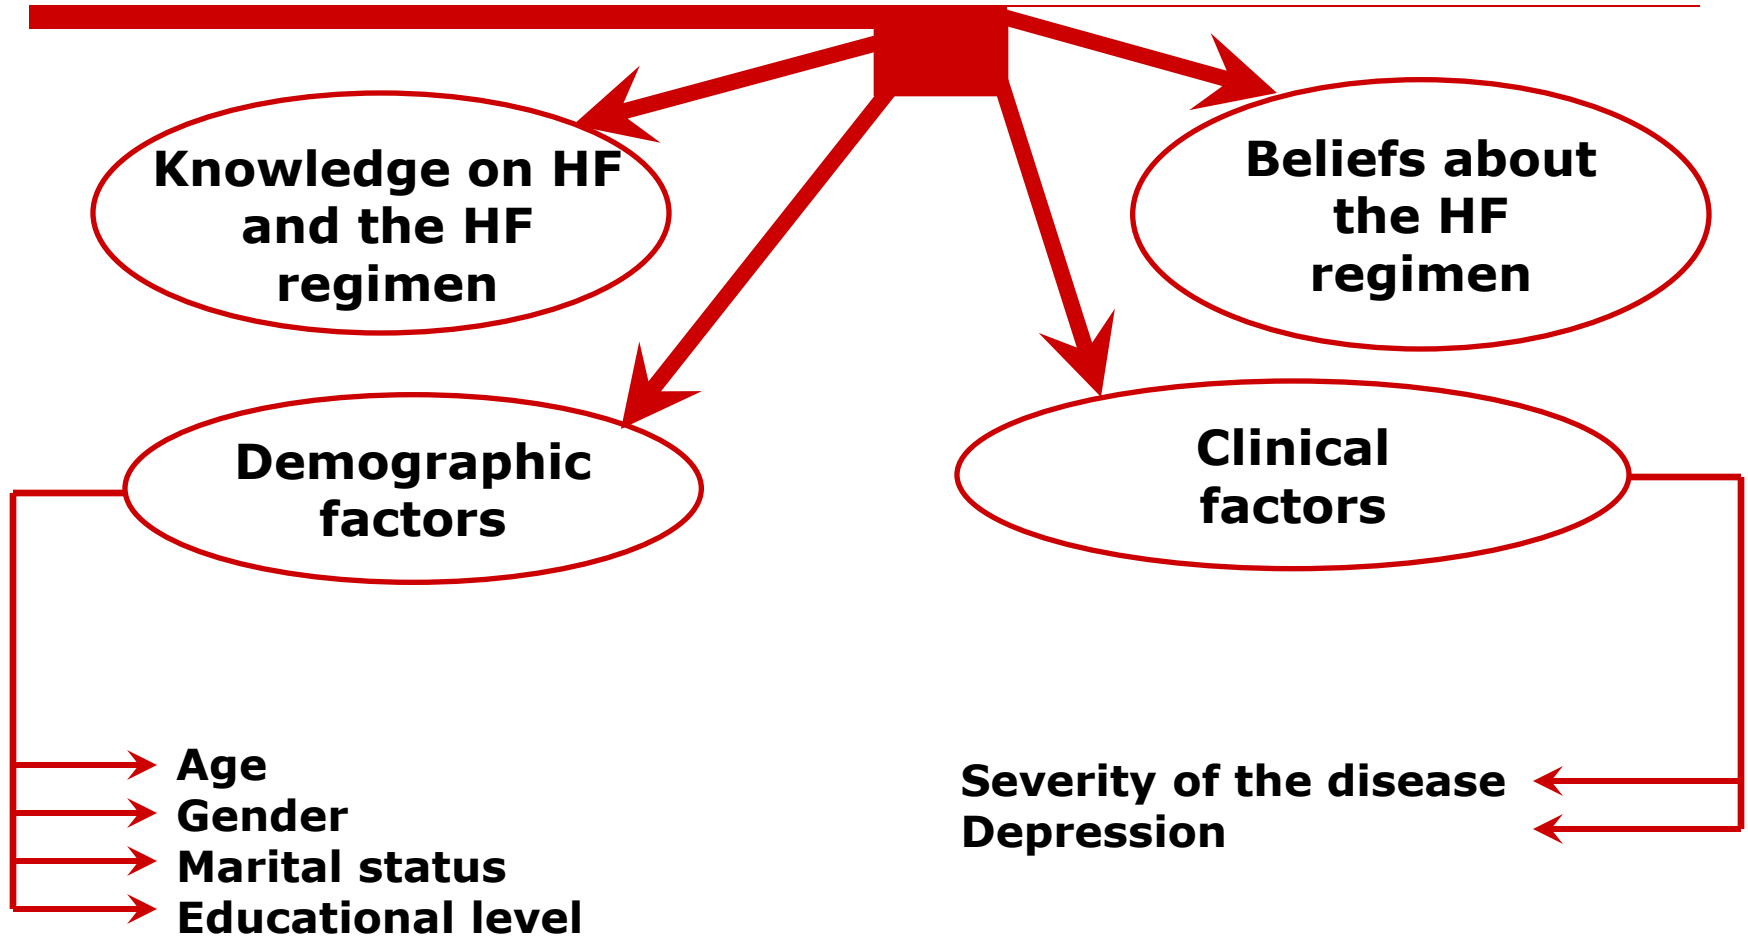 Knowledge on HF
and the HF
regimen
Beliefs about
the HF
regimen
Demographic
factors
Clinical
factors
Age
Gender
Marital status
Educational level
Severity of the disease
Depression